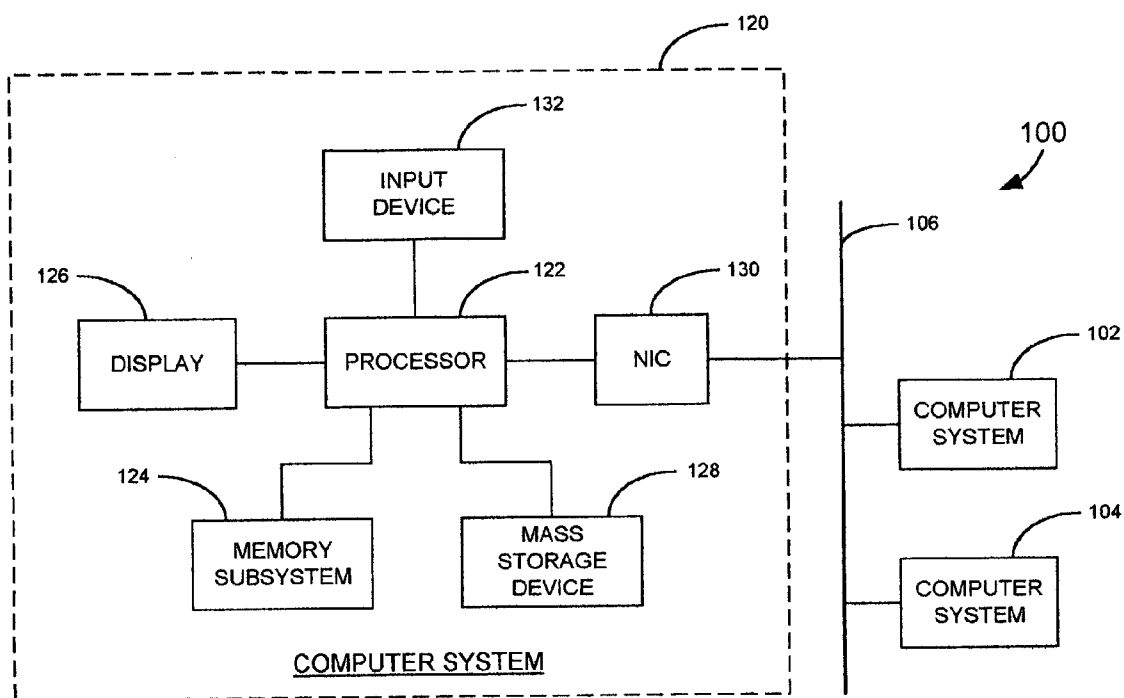 120
132
100
INPUT
DEVICE
106
126
122
130
DISPLAY
PROCESSOR
NIC
102
COMPUTER
SYSTEM
124
128
MEMORY
SUBSYSTEM
MASS
STORAGE
DEVICE
104
COMPUTER
SYSTEM
COMPUTER SYSTEM